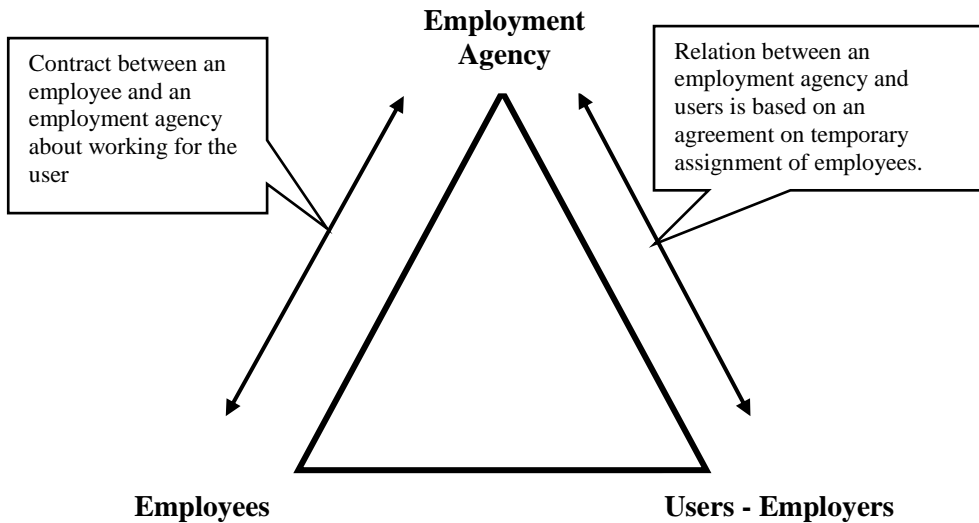 Employment
Agency
Contract between an
employee and an
employment agency
about working for the
user
Relation between an
employment agency and
users is based on an
agreement on temporary
assignment of employees.
Employees
Users - Employers